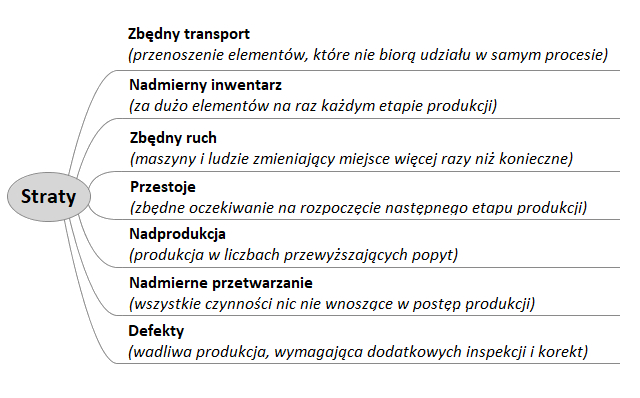 Zbędny transport
(przenoszenie elementów, które nie biorą udziału w samym procesie)
Nadmierny inwentarz
(za dużo elementów na raz każdym etapie produkcji)
Zbędny ruch
(maszyny i ludzie zmieniający miejsce więcej razy niż konieczne)
Straty
Przestoje
(zbędne oczekiwanie na rozpoczęcie następnego etapu produkcji)
Nadprodukcja
(produkcja w liczbach przewyższających popyt)
Nadmierne przetwarzanie
(wszystkie czynności nic nie wnoszące w postęp produkcji)
Defekty
(wadliwa produkcja, wymagająca dodatkowych inspekcji i korekt)